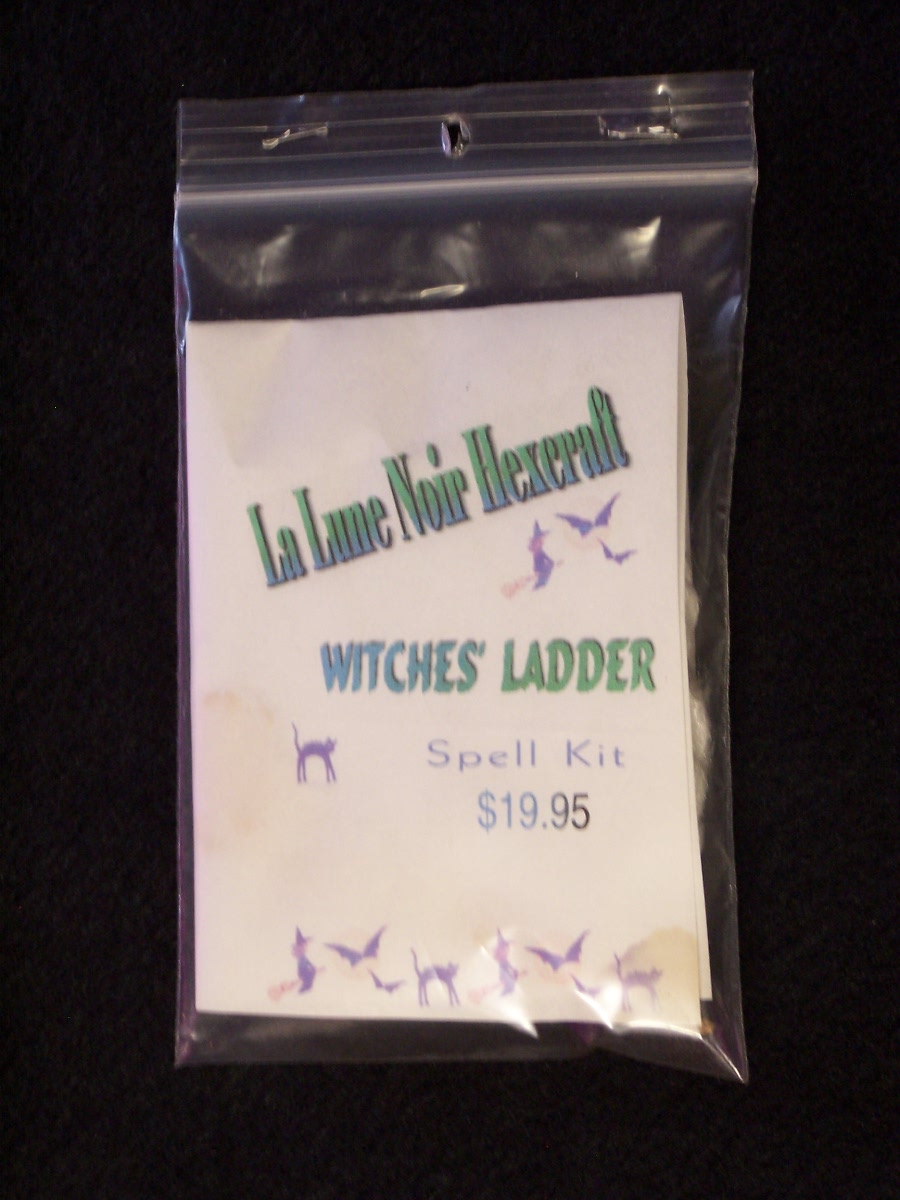 La Lune Noir Hexcraft
WITCHES' LADDER
Spell Kit
$19.95